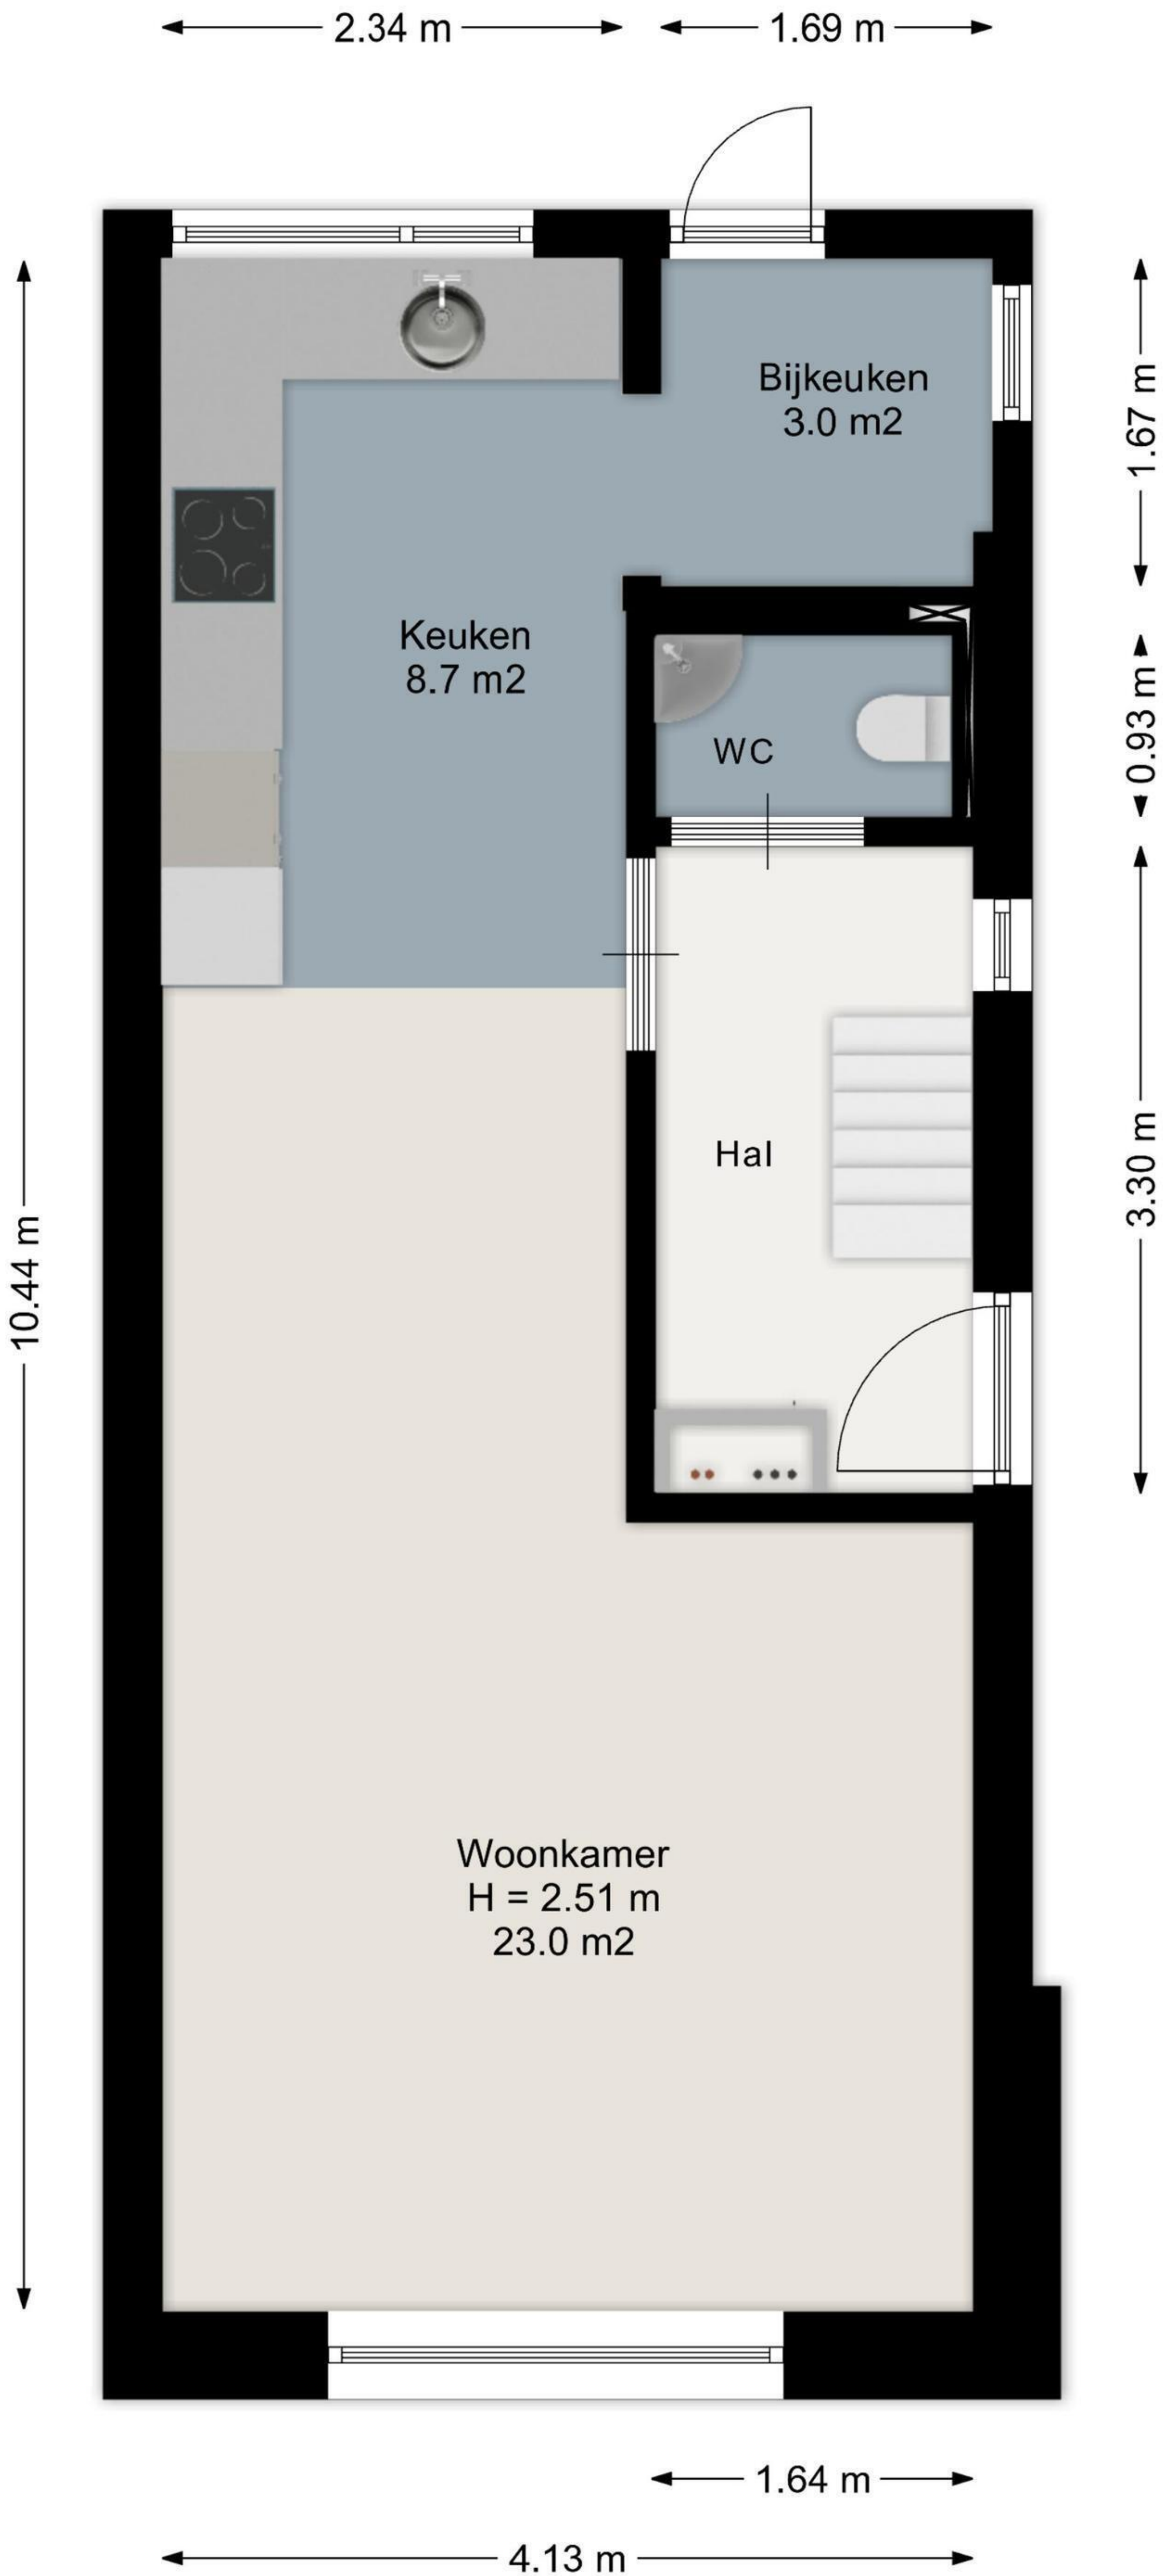 2.34 m
1.69 m
Bijkeuken
3.0 m2
1.67 m
Keuken
8.7 m2
WC
0.93 m
Hal
3.30 m
10.44 m
Woonkamer
H = 2.51 m
23.0 m2
1.64 m
4.13 m